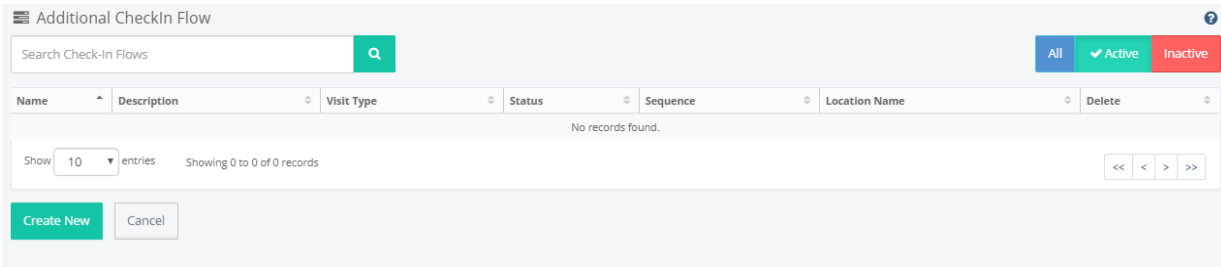 Additional CheckIn Flow
Search Check-In Flows
All Active Inactive
Name Description Visit Type Status Sequence Location Name Delete
No records found.
Show 10 entries Showing 0 to 0 of 0 records << < > >>
Create New Cancel